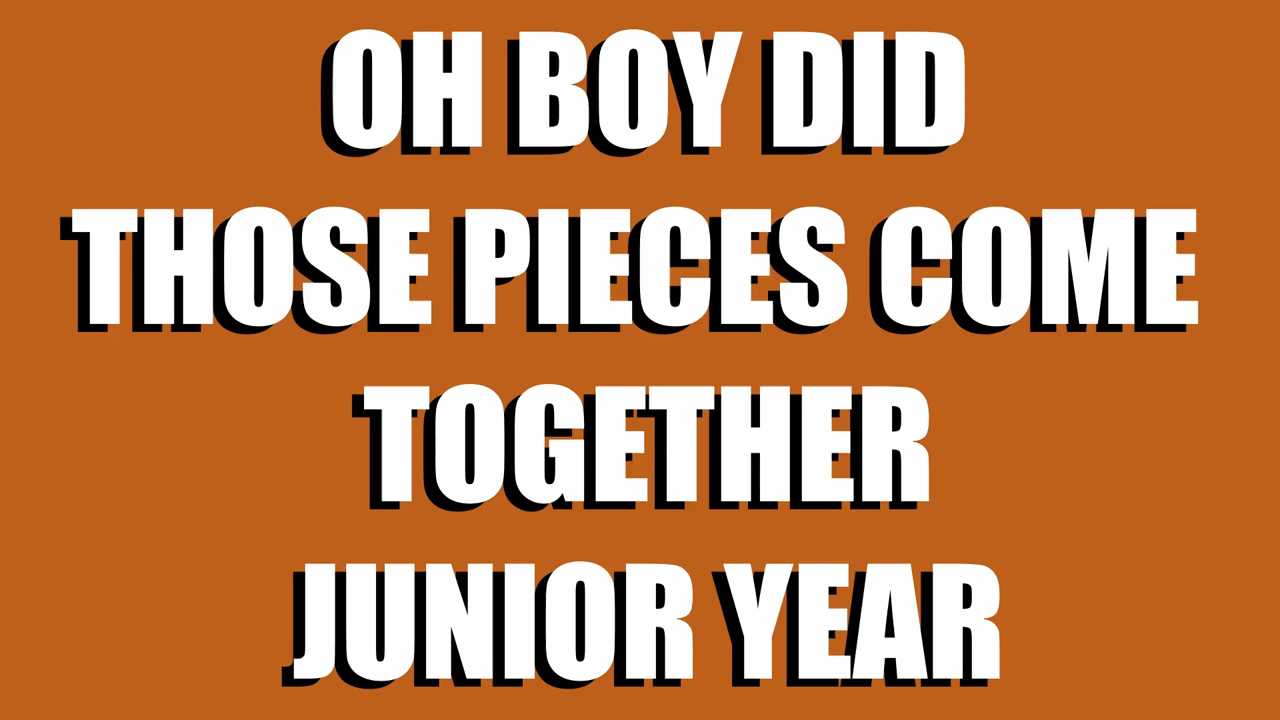 OH BOY DID
THOSE PIECES COME
TOGETHER
JUNIOR YEAR